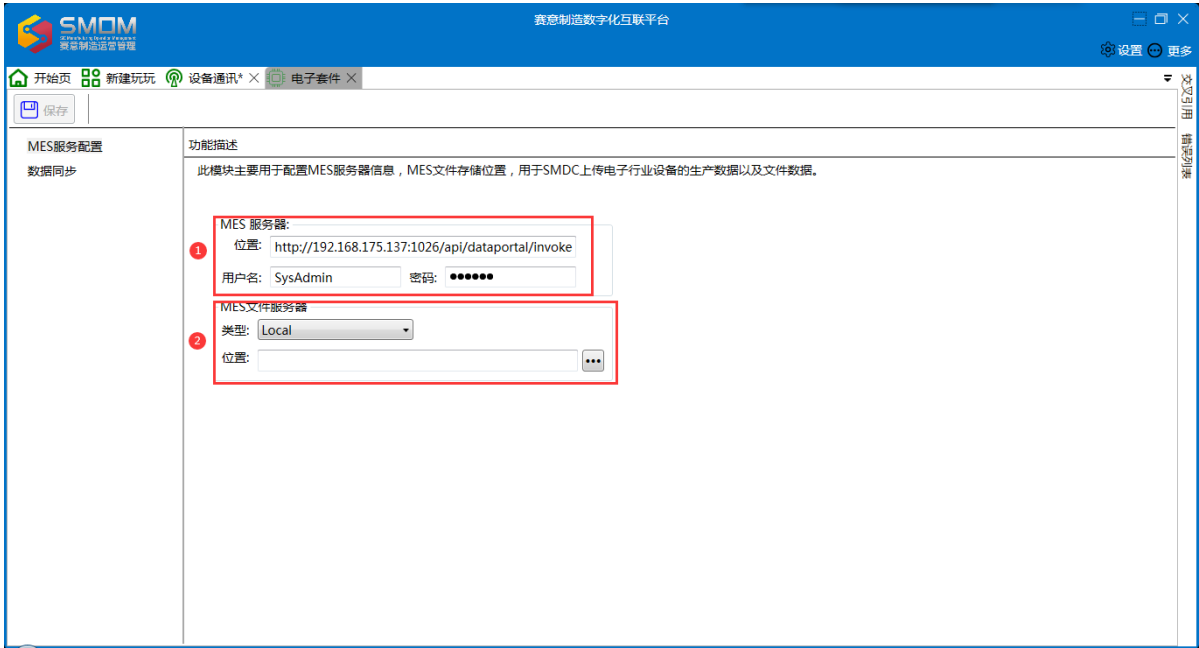 赛意制造数字化互联平台
SMOM
赛意制造运营管理
设置 更多
开始页 新建玩玩 设备通讯* 电子套件
保存
交叉引用 错误列表
MES服务配置
数据同步
功能描述
此模块主要用于配置MES服务器信息，MES文件存储位置，用于SMDC上传电子行业设备的生产数据以及文件数据。
MES 服务器:
1
位置: http://192.168.175.137:1026/api/dataportal/invoke
用户名: SysAdmin 密码: ●●●●●●
MES文件服务器
2
类型: Local
位置: •••